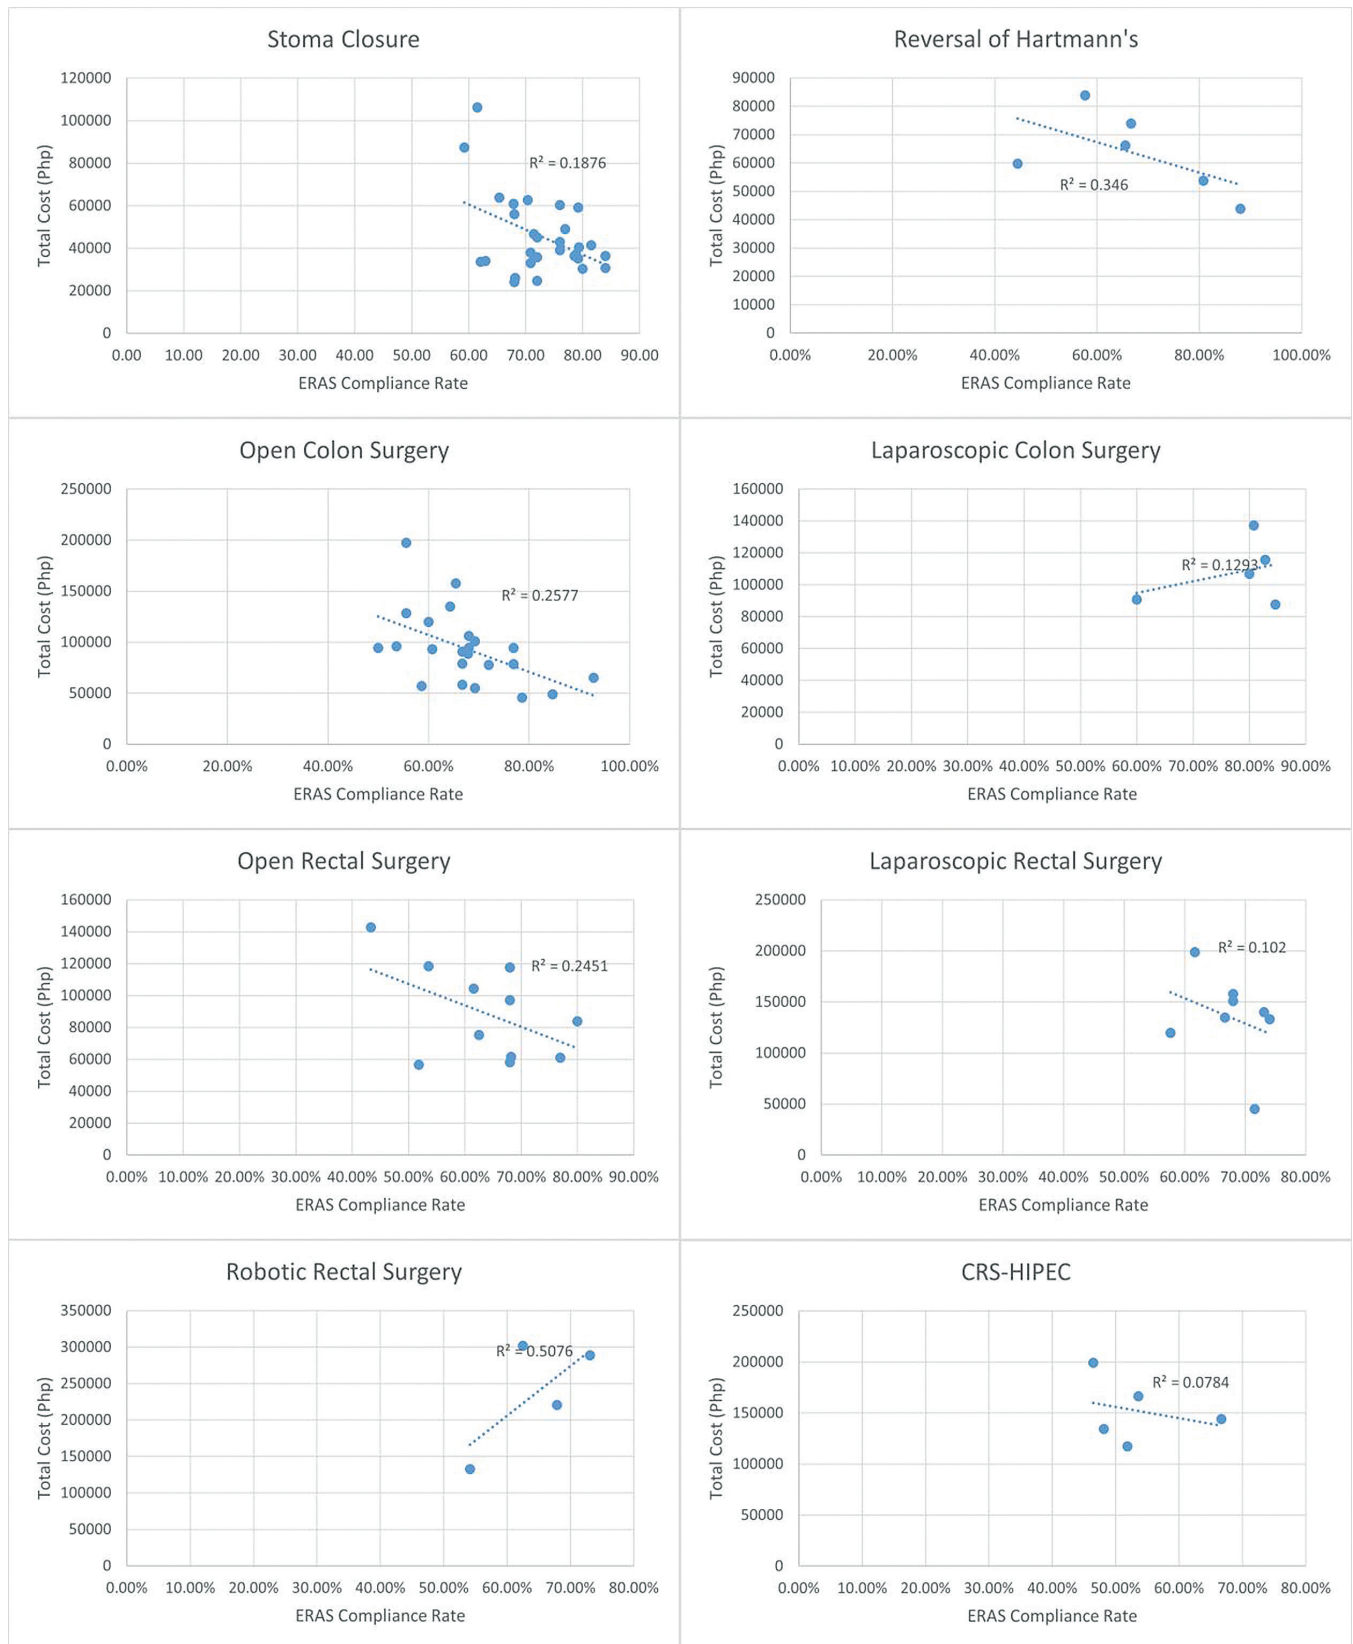 Stoma Closure
120000
100000
80000
60000
40000
20000
0
Total Cost (Php)
R² = 0.1876
0.00 10.00 20.00 30.00 40.00 50.00 60.00 70.00 80.00 90.00
ERAS Compliance Rate
Reversal of Hartmann's
90000
80000
70000
60000
50000
40000
30000
20000
10000
0
Total Cost (Php)
R² = 0.346
0.00% 20.00% 40.00% 60.00% 80.00% 100.00%
ERAS Compliance Rate
Open Colon Surgery
250000
200000
150000
100000
50000
0
Total Cost (Php)
R² = 0.2577
0.00% 20.00% 40.00% 60.00% 80.00% 100.00%
ERAS Compliance Rate
Laparoscopic Colon Surgery
160000
140000
120000
100000
80000
60000
40000
20000
0
Total Cost (Php)
R² = 0.1293
0.00% 10.00% 20.00% 30.00% 40.00% 50.00% 60.00% 70.00% 80.00% 90.00%
ERAS Compliance Rate
Open Rectal Surgery
160000
140000
120000
100000
80000
60000
40000
20000
0
Total Cost (Php)
R² = 0.2451
0.00% 10.00% 20.00% 30.00% 40.00% 50.00% 60.00% 70.00% 80.00% 90.00%
ERAS Compliance Rate
Laparoscopic Rectal Surgery
250000
200000
150000
100000
50000
0
Total Cost (Php)
R² = 0.102
0.00% 10.00% 20.00% 30.00% 40.00% 50.00% 60.00% 70.00% 80.00%
ERAS Compliance Rate
Robotic Rectal Surgery
350000
300000
250000
200000
150000
100000
50000
0
Total Cost (Php)
R² = 0.5076
0.00% 10.00% 20.00% 30.00% 40.00% 50.00% 60.00% 70.00% 80.00%
ERAS Compliance Rate
CRS-HIPEC
250000
200000
150000
100000
50000
0
Total Cost (Php)
R² = 0.0784
0.00% 10.00% 20.00% 30.00% 40.00% 50.00% 60.00% 70.00% 80.00%
ERAS Compliance Rate